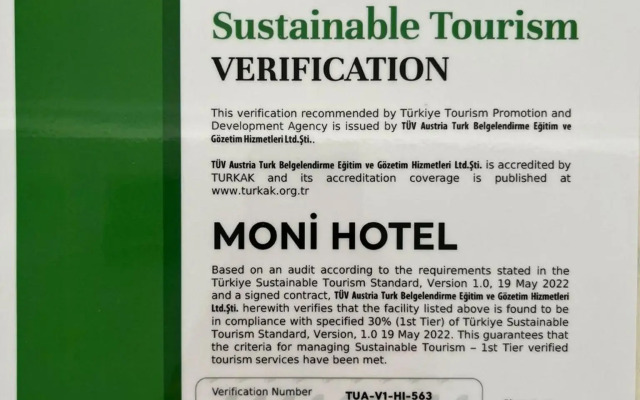 Sustainable Tourism
VERIFICATION
This verification recommended by Türkiye Tourism Promotion and
Development Agency is issued by TÜV Austria Turk Belgelendirme Eğitim ve
Gözetim Hizmetleri Ltd.Şti..
TÜV Austria Turk Belgelendirme Eğitim ve Gözetim Hizmetleri Ltd.Şti. is accredited by
TURKAK and its accreditation coverage is published at
www.turkak.org.tr
MONİ HOTEL
Based on an audit according to the requirements stated in the
Türkiye Sustainable Tourism Standard, Version 1.0, 19 May 2022
and a signed contract, TÜV Austria Turk Belgelendirme Eğitim ve Gözetim Hizmetleri
Ltd.Şti. herewith verifies that the facility listed above is found to be
in compliance with specified 30% (1st Tier) of Türkiye Sustainable
Tourism Standard, Version, 1.0 19 May 2022. This guarantees that
the criteria for managing Sustainable Tourism – 1st Tier verified
tourism services have been met.
Verification Number TUA-V1-HI-563